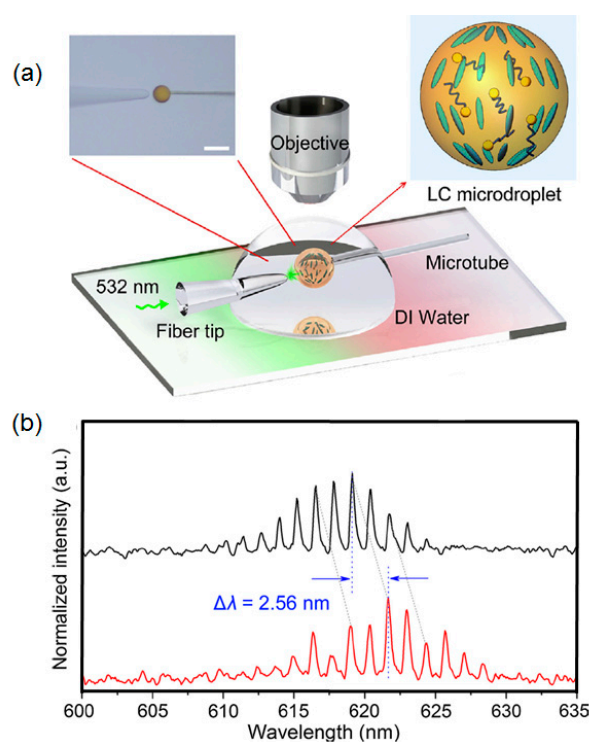 (a)
Objective
LC microdroplet
532 nm
Microtube
Fiber tip
DI Water
(b)
Normalized intensity (a.u.)
Δλ = 2.56 nm
600 605 610 615 620 625 630 635
Wavelength (nm)